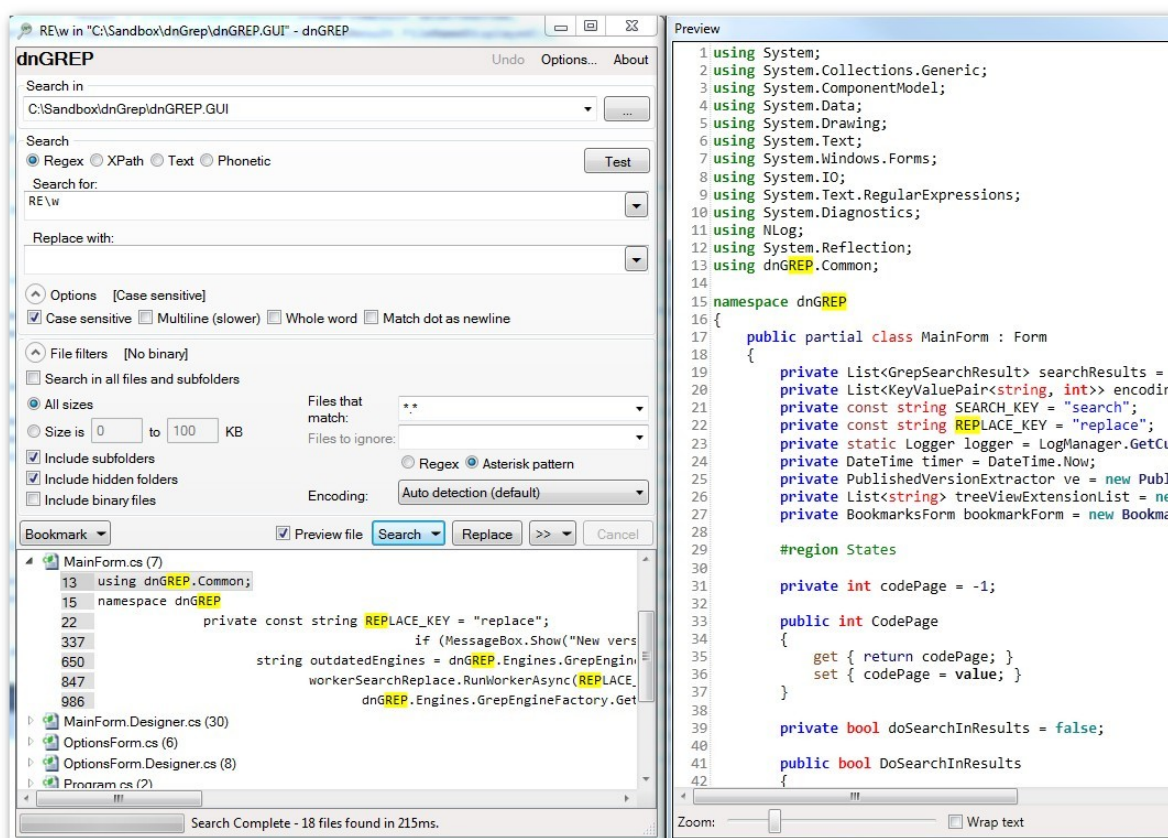 RE\w in "C:\Sandbox\dnGrep\dnGREP.GUI" - dnGREP
dnGREP
Undo Options... About
Search in
C:\Sandbox\dnGrep\dnGREP.GUI
...
Search
Regex XPath Text Phonetic
Test
Search for:
RE\w
Replace with:
Options [Case sensitive]
Case sensitive Multiline (slower) Whole word Match dot as newline
File filters [No binary]
Search in all files and subfolders
All sizes
Files that match:
*.*
Size is 0 to 100 KB
Files to ignore:
Include subfolders
Regex Asterisk pattern
Include hidden folders
Include binary files
Encoding: Auto detection (default)
Bookmark Preview file Search Replace >> Cancel
MainForm.cs (7)
13 using dnGREP.Common;
15 namespace dnGREP
22 private const string REPLACE_KEY = "replace";
337 if (MessageBox.Show("New vers
650 string outdatedEngines = dnGREP.Engines.GrepEngin
847 workerSearchReplace.RunWorkerAsync(REPLACE_
986 dnGREP.Engines.GrepEngineFactory.Get
MainForm.Designer.cs (30)
OptionsForm.cs (6)
OptionsForm.Designer.cs (8)
Program.cs (2)
Search Complete - 18 files found in 215ms.
Preview
1 using System;
2 using System.Collections.Generic;
3 using System.ComponentModel;
4 using System.Data;
5 using System.Drawing;
6 using System.Text;
7 using System.Windows.Forms;
8 using System.IO;
9 using System.Text.RegularExpressions;
10 using System.Diagnostics;
11 using NLog;
12 using System.Reflection;
13 using dnGREP.Common;
14
15 namespace dnGREP
16 {
17 public partial class MainForm : Form
18 {
19 private List<GrepSearchResult> searchResults =
20 private List<KeyValuePair<string, int>> encodin
21 private const string SEARCH_KEY = "search";
22 private const string REPLACE_KEY = "replace";
23 private static Logger logger = LogManager.GetCu
24 private DateTime timer = DateTime.Now;
25 private PublishedVersionExtractor ve = new Publ
26 private List<string> treeViewExtensionList = ne
27 private BookmarksForm bookmarkForm = new Bookma
28
29 #region States
30
31 private int codePage = -1;
32
33 public int CodePage
34 {
35 get { return codePage; }
36 set { codePage = value; }
37 }
38
39 private bool doSearchInResults = false;
40
41 public bool DoSearchInResults
42 {
Zoom: Wrap text